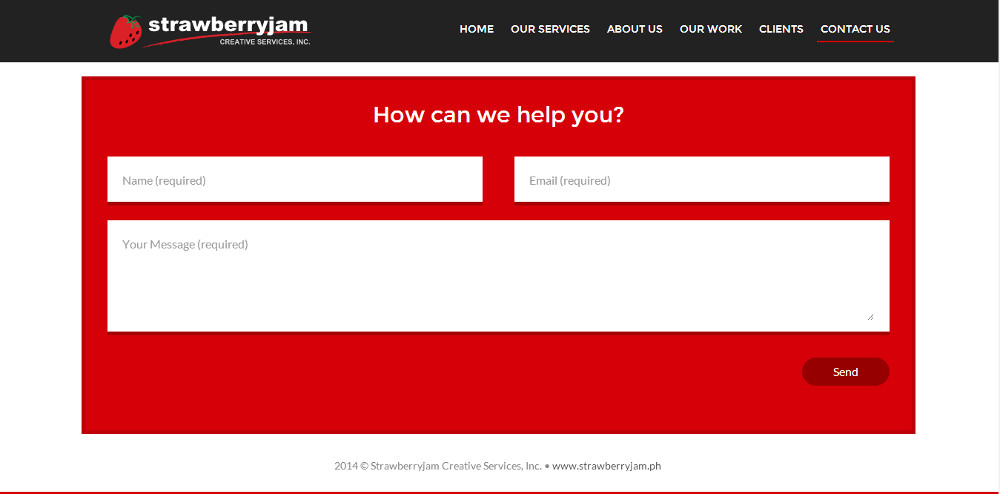 strawberryjam
CREATIVE SERVICES, INC.
HOME OUR SERVICES ABOUT US OUR WORK CLIENTS CONTACT US
How can we help you?
Name (required) Email (required)
Your Message (required)
Send
2014 © Strawberryjam Creative Services, Inc. • www.strawberryjam.ph